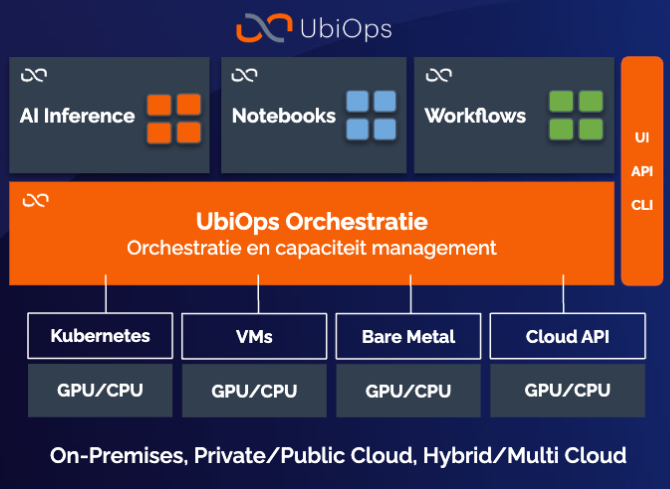 UbiOps
AI Inference
Notebooks
Workflows
UI
API
CLI
UbiOps Orchestratie
Orchestratie en capaciteit management
Kubernetes
VMs
Bare Metal
Cloud API
GPU/CPU
GPU/CPU
GPU/CPU
GPU/CPU
On-Premises, Private/Public Cloud, Hybrid/Multi Cloud